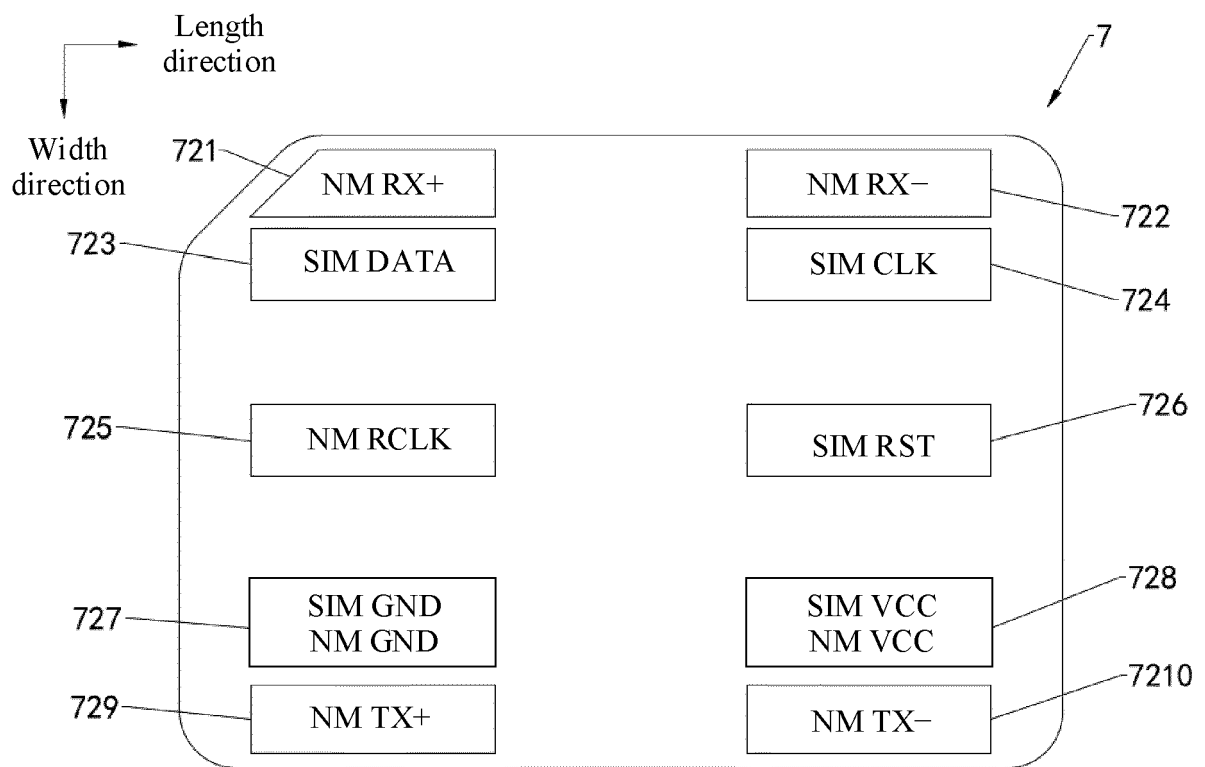 Length
direction
7
Width
direction
721
NM RX+
NM RX−
722
723
SIM DATA
SIM CLK
724
725
NM RCLK
SIM RST
726
727
SIM GND
NM GND
SIM VCC
NM VCC
728
729
NM TX+
NM TX−
7210